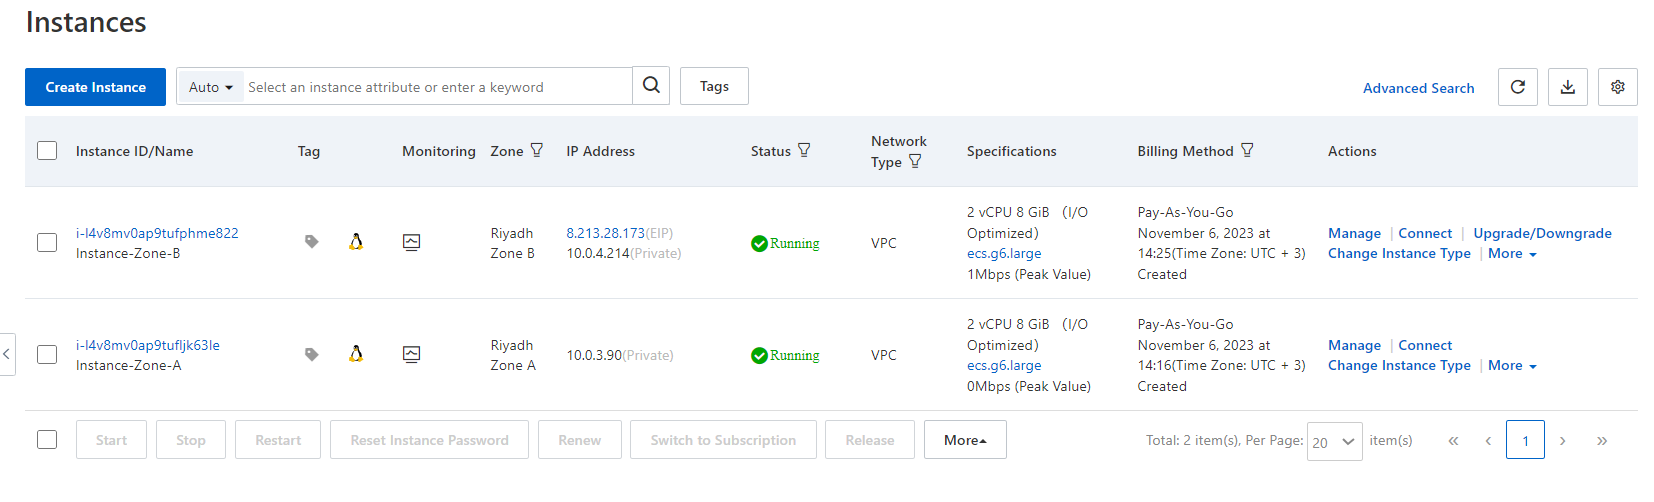 Instances
Create Instance
Auto
Select an instance attribute or enter a keyword
Tags
Advanced Search
Instance ID/Name
Tag
Monitoring
Zone
IP Address
Status
Network
Type
Specifications
Billing Method
Actions
i-l4v8mv0ap9tufphme822
Instance-Zone-B
Riyadh
Zone B
8.213.28.173(EIP)
10.0.4.214(Private)
Running
VPC
2 vCPU 8 GiB （I/O
Optimized）
ecs.g6.large
1Mbps (Peak Value)
Pay-As-You-Go
November 6, 2023 at
14:25(Time Zone: UTC + 3)
Created
Manage | Connect | Upgrade/Downgrade
Change Instance Type | More
i-l4v8mv0ap9tufljk63le
Instance-Zone-A
Riyadh
Zone A
10.0.3.90(Private)
Running
VPC
2 vCPU 8 GiB （I/O
Optimized）
ecs.g6.large
0Mbps (Peak Value)
Pay-As-You-Go
November 6, 2023 at
14:16(Time Zone: UTC + 3)
Created
Manage | Connect
Change Instance Type | More
Start
Stop
Restart
Reset Instance Password
Renew
Switch to Subscription
Release
More
Total: 2 item(s), Per Page: 20 item(s)
« ‹ 1 › »